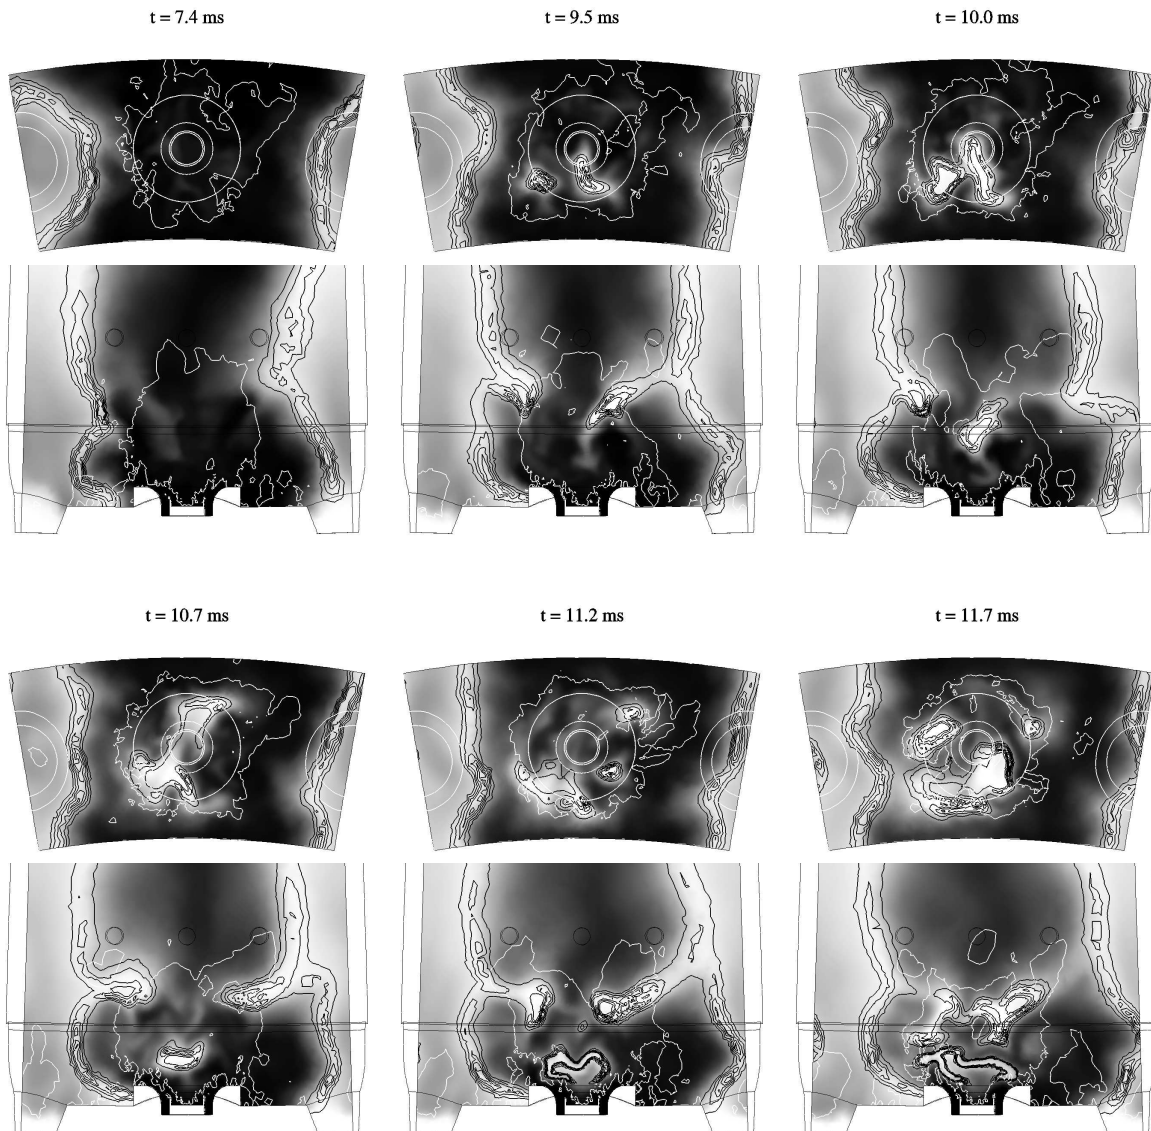 t = 7.4 ms
t = 9.5 ms
t = 10.0 ms
t = 10.7 ms
t = 11.2 ms
t = 11.7 ms